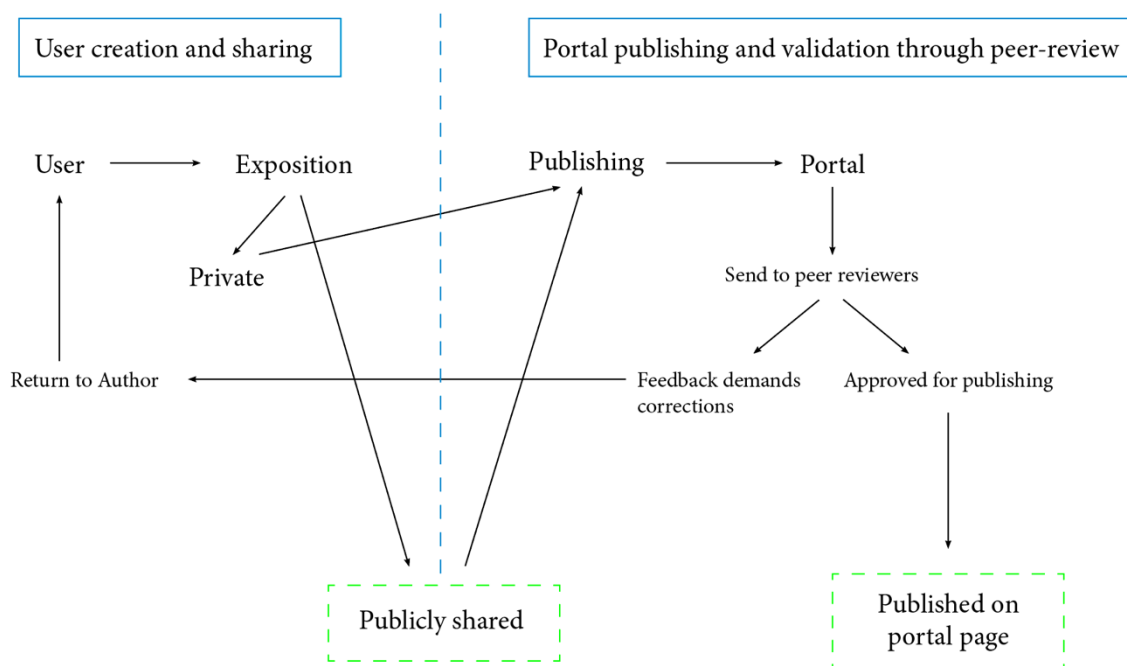 User creation and sharing
Portal publishing and validation through peer-review
User
Exposition
Publishing
Portal
Private
Send to peer reviewers
Return to Author
Feedback demands
corrections
Approved for publishing
Publicly shared
Published on
portal page